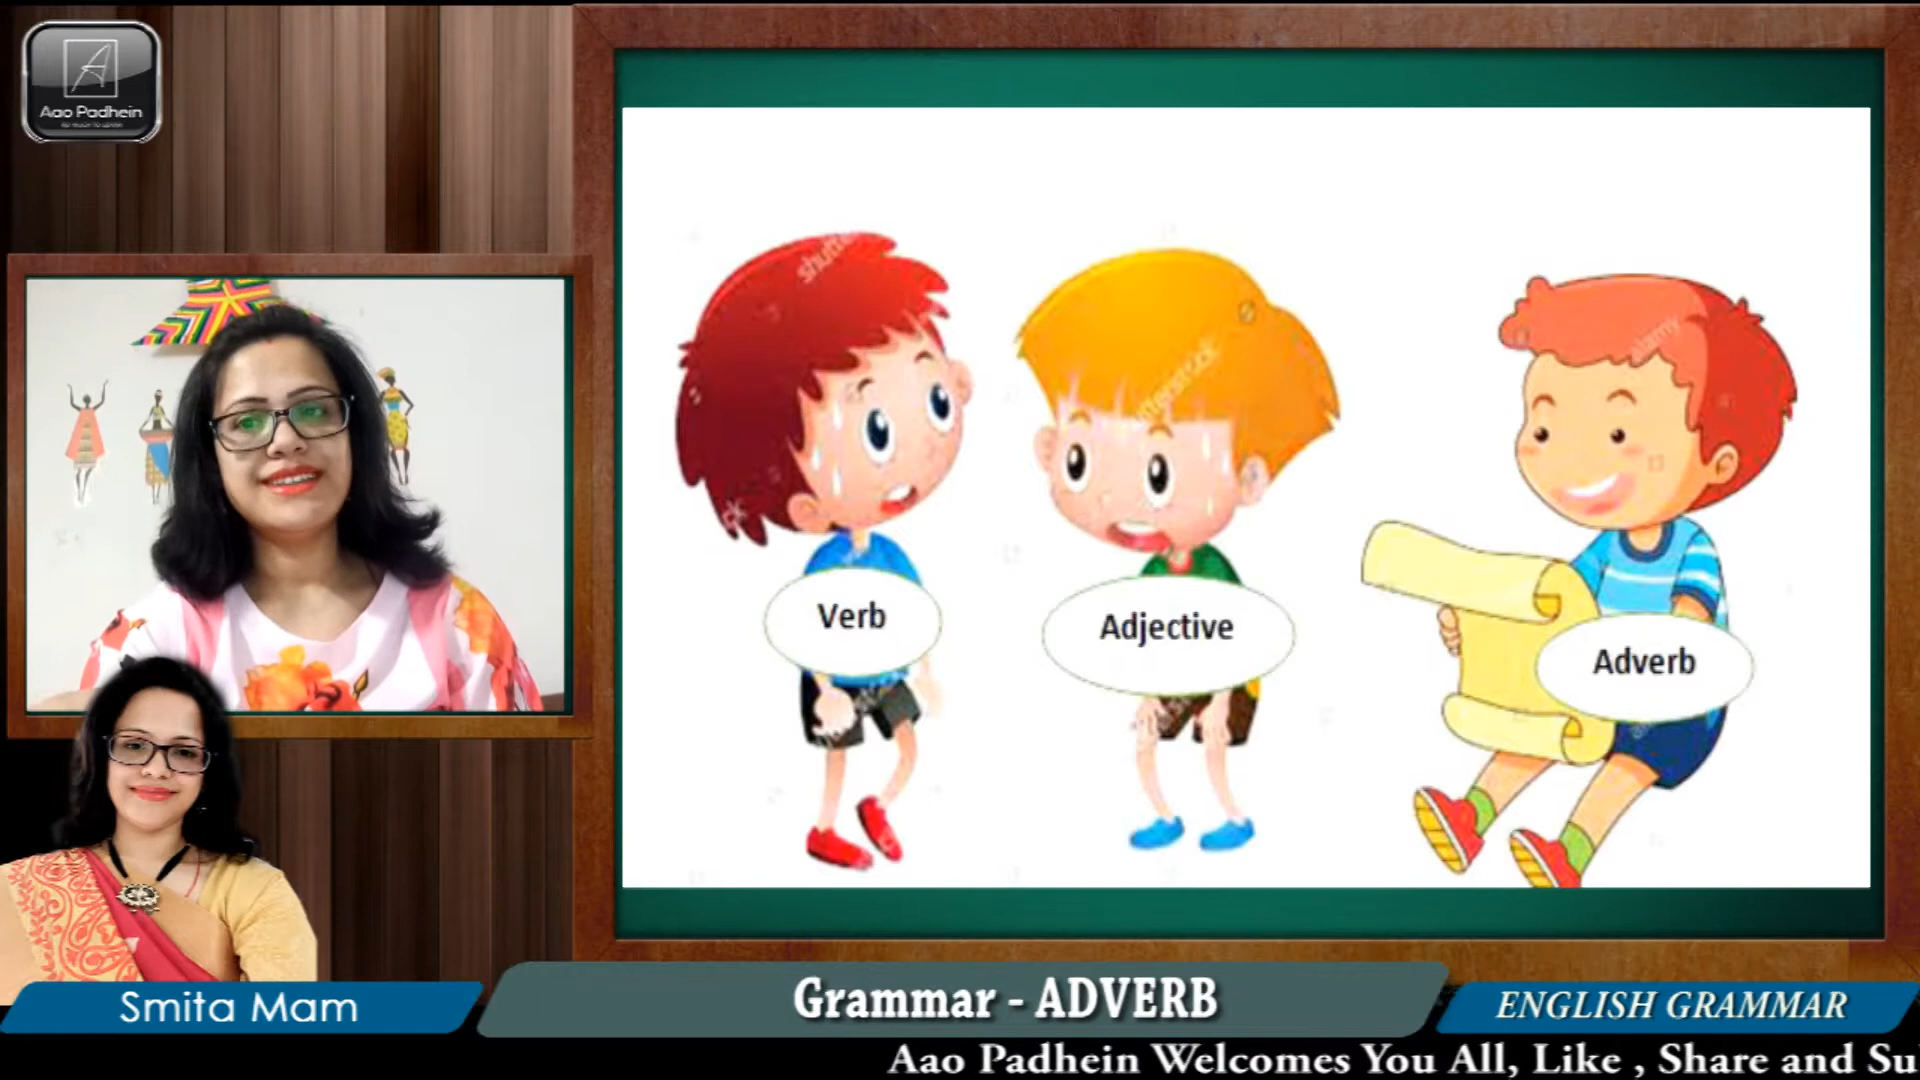 Aao Padhein
Verb
Adjective
Adverb
Smita Mam
Grammar - ADVERB
ENGLISH GRAMMAR
Aao Padhein Welcomes You All, Like , Share and Su